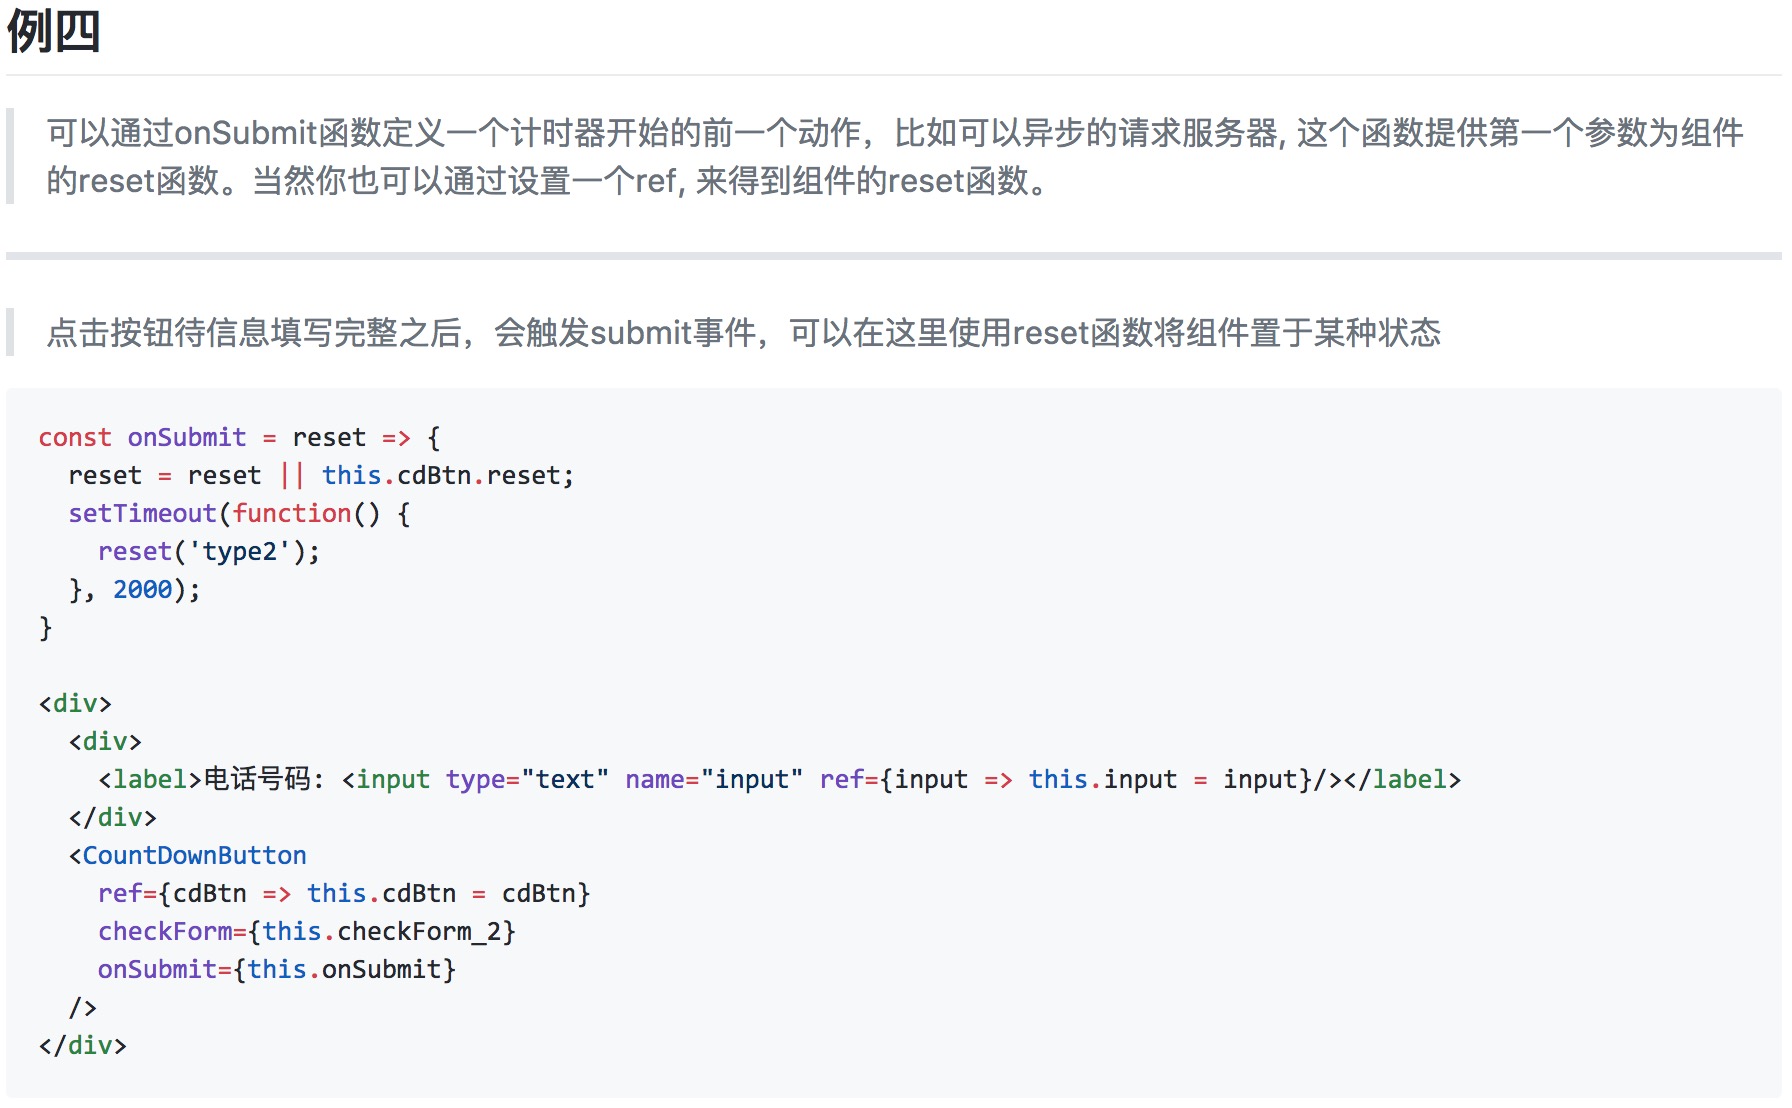 例四
可以通过onSubmit函数定义一个计时器开始的前一个动作，比如可以异步的请求服务器, 这个函数提供第一个参数为组件
的reset函数。当然你也可以通过设置一个ref, 来得到组件的reset函数。
点击按钮待信息填写完整之后，会触发submit事件，可以在这里使用reset函数将组件置于某种状态
const onSubmit = reset => {
  reset = reset || this.cdBtn.reset;
  setTimeout(function() {
    reset('type2');
  }, 2000);
}
<div>
  <div>
    <label>电话号码: <input type="text" name="input" ref={input => this.input = input}/></label>
  </div>
  <CountDownButton
    ref={cdBtn => this.cdBtn = cdBtn}
    checkForm={this.checkForm_2}
    onSubmit={this.onSubmit}
  />
</div>